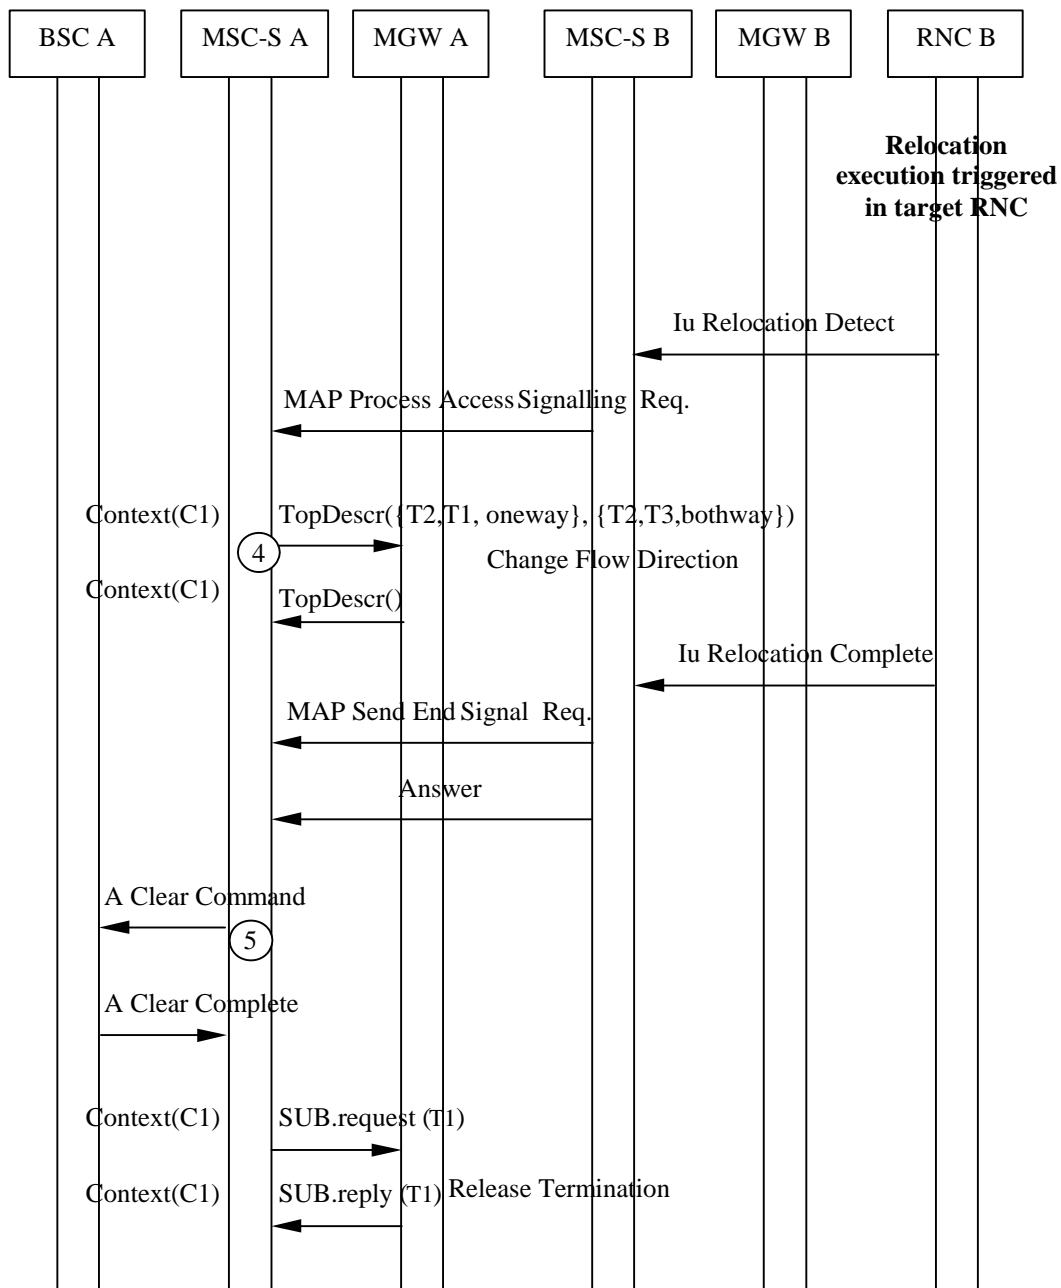 BSC A
MSC-S A
MGW A
MSC-S B
MGW B
RNC B
Relocation
execution triggered
in target RNC
Iu Relocation Detect
MAP Process Access Signalling Req.
Context(C1)
TopDescr({T2,T1, oneway}, {T2,T3,bothway})
4
Change Flow Direction
Context(C1)
TopDescr()
Iu Relocation Complete
MAP Send End Signal Req.
Answer
A Clear Command
5
A Clear Complete
Context(C1)
SUB.request (T1)
Context(C1)
SUB.reply (T1)
Release Termination